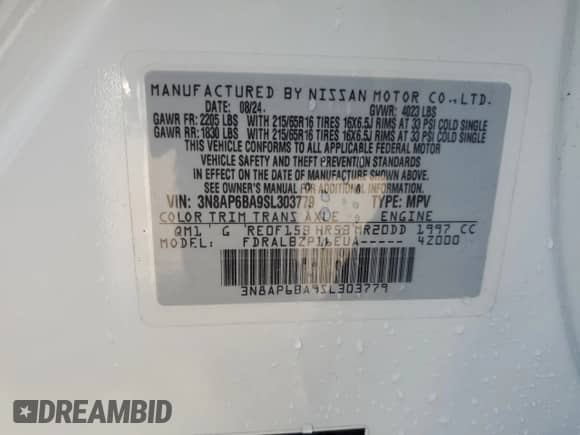 MANUFACTURED BY NISSAN MOTOR CO.,LTD.
DATE: 08/24 GVWR: 4023 LBS
GAWR FR: 2205 LBS WITH 215/65R16 TIRES 16X6.5J RIMS AT 33 PSI COLD SINGLE
GAWR RR: 1830 LBS WITH 215/65R16 TIRES 16X6.5J RIMS AT 33 PSI COLD SINGLE
THIS VEHICLE CONFORMS TO ALL APPLICABLE FEDERAL MOTOR
VEHICLE SAFETY AND THEFT PREVENTION STANDARDS
IN EFFECT ON THE DATE OF MANUFACTURE SHOWN ABOVE.
SEE OWNER'S MANUAL FOR ADDITIONAL INFORMATION
VIN: 3N8AP6BA9SL303779 TYPE: MPV
COLOR TRIM TRANS AXLE ENGINE
QM1 G RE0F15B HR53 MR20DD 1997 CC
MODEL: FDRALBZP11EUA----- 4Z000
3N8AP6BA9SL303779
DREAMBID